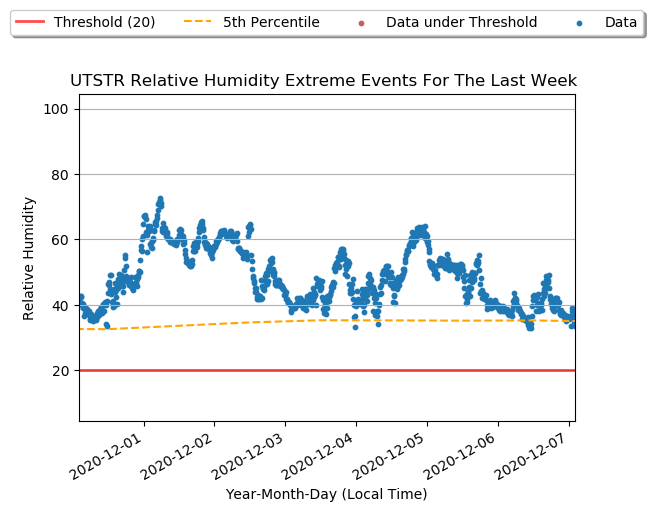 Threshold (20) 5th Percentile Data under Threshold Data
UTSTR Relative Humidity Extreme Events For The Last Week
100
80
60
40
20
Relative Humidity
2020-12-01 2020-12-02 2020-12-03 2020-12-04 2020-12-05 2020-12-06 2020-12-07
Year-Month-Day (Local Time)